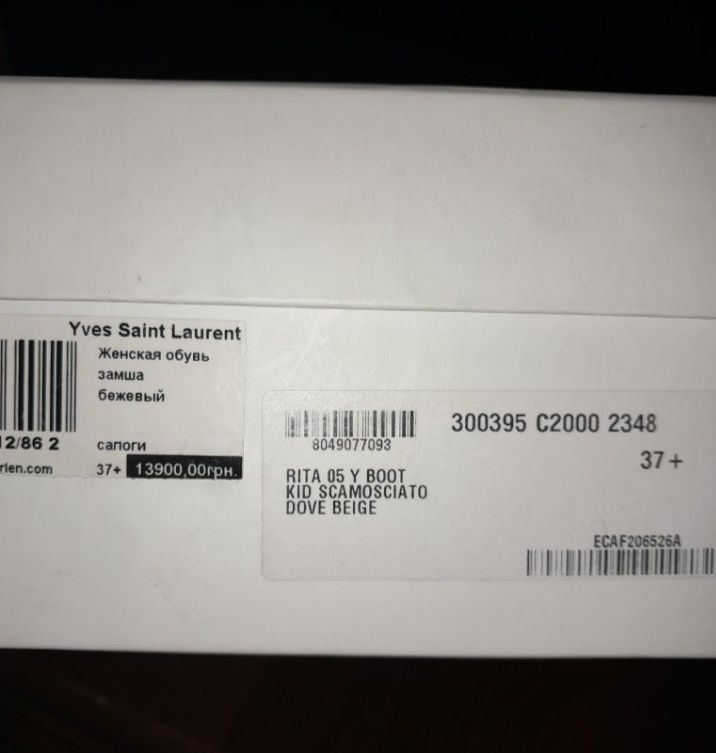 Yves Saint Laurent
Женская обувь
замша
бежевый
12/86 2
сапоги
rlen.com
37+ 13900,00грн.
8049077093
300395 C2000 2348
37+
RITA 05 Y BOOT
KID SCAMOSCIATO
DOVE BEIGE
ECAF206526A